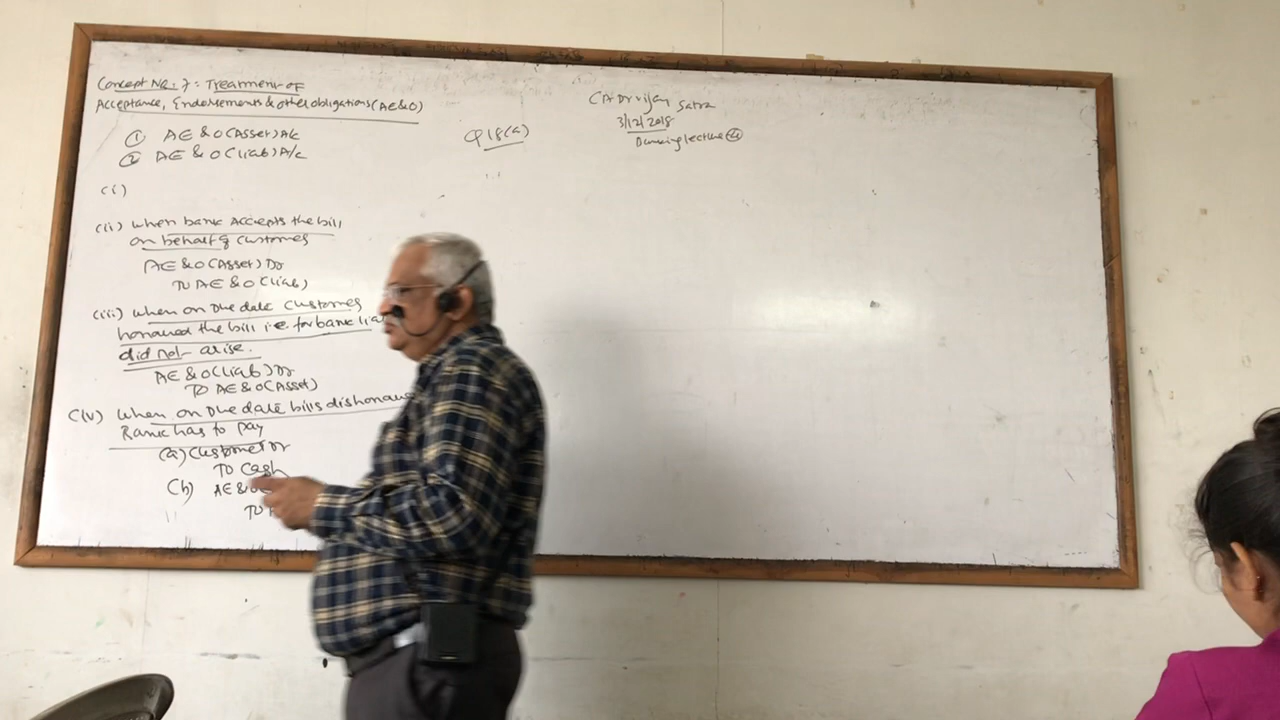 Concept No. 7: Treatment of
Acceptance, Endorsements & other obligations (AE&O)
① AE & O (Asset) A/c
② AE & O (Liab) A/c
(i)
(ii) When bank Accepts the bill
on behalf of customer
AE & O (Asset) Dr
To AE & O (Liab)
(iii) When on Due date customer
honoured the bill i.e. for bank lia
did not arise.
AE & O (Liab) Dr
To AE & O (Asset)
(iv) When on Due date bills dishonou
Bank has to pay
(a) Customer Dr
To Cash
(b) AE & O
To
Q 18(a)
CA Dr Vijay Satra
3/12/2018
Banking lecture